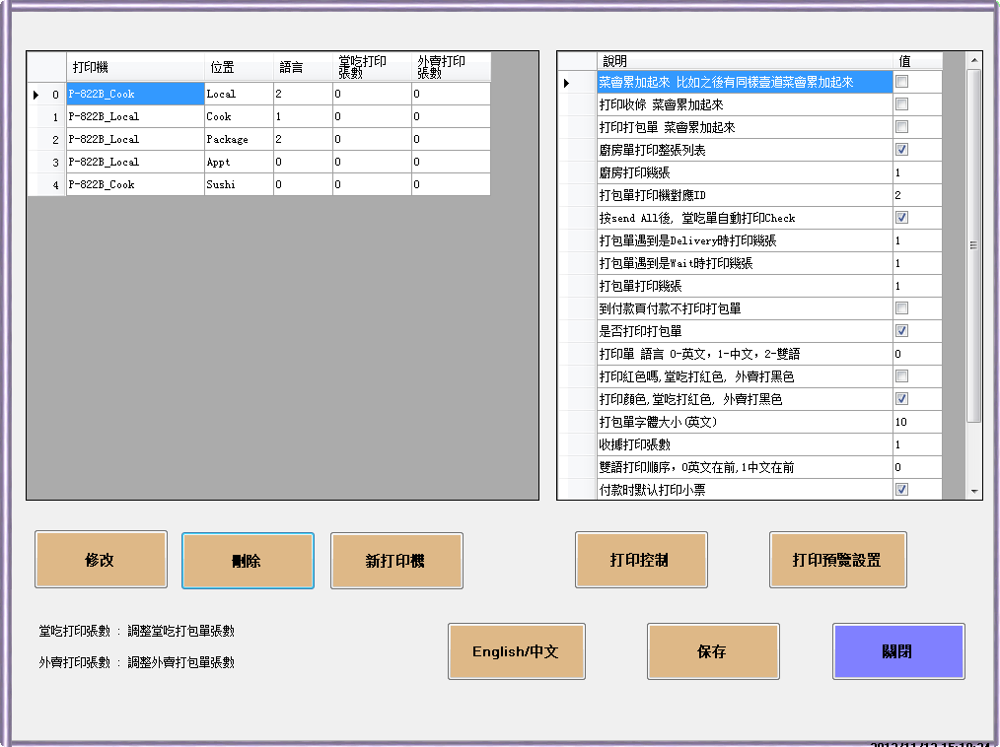 打印機 位置 語言 堂吃打印張數 外賣打印張數
0 P-822B_Cook Local 2 0 0
1 P-822B_Local Cook 1 0 0
2 P-822B_Local Package 2 0 0
3 P-822B_Local Appt 0 0 0
4 P-822B_Cook Sushi 0 0 0
說明 值
菜會累加起來 比如之後有同樣壹道菜會累加起來
打印收條 菜會累加起來
打印打包單 菜會累加起來
廚房單打印整張列表
廚房打印幾張 1
打包單打印機對應ID 2
按send All後, 堂吃單自動打印Check
打包單遇到是Delivery時打印幾張 1
打包單遇到是Wait時打印幾張 1
打包單打印幾張 1
到付款頁付款不打印打包單
是否打印打包單
打印單 語言 0-英文，1-中文，2-雙語 0
打印紅色嗎,堂吃打紅色, 外賣打黑色
打印顏色,堂吃打紅色, 外賣打黑色
打包單字體大小(英文) 10
收據打印張數 1
雙語打印順序，0英文在前,1中文在前 0
付款时默认打印小票
修改 刪除 新打印機 打印控制 打印預覽設置
堂吃打印張數 : 調整堂吃打包單張數
外賣打印張數 : 調整外賣打包單張數
English/中文 保存 關閉